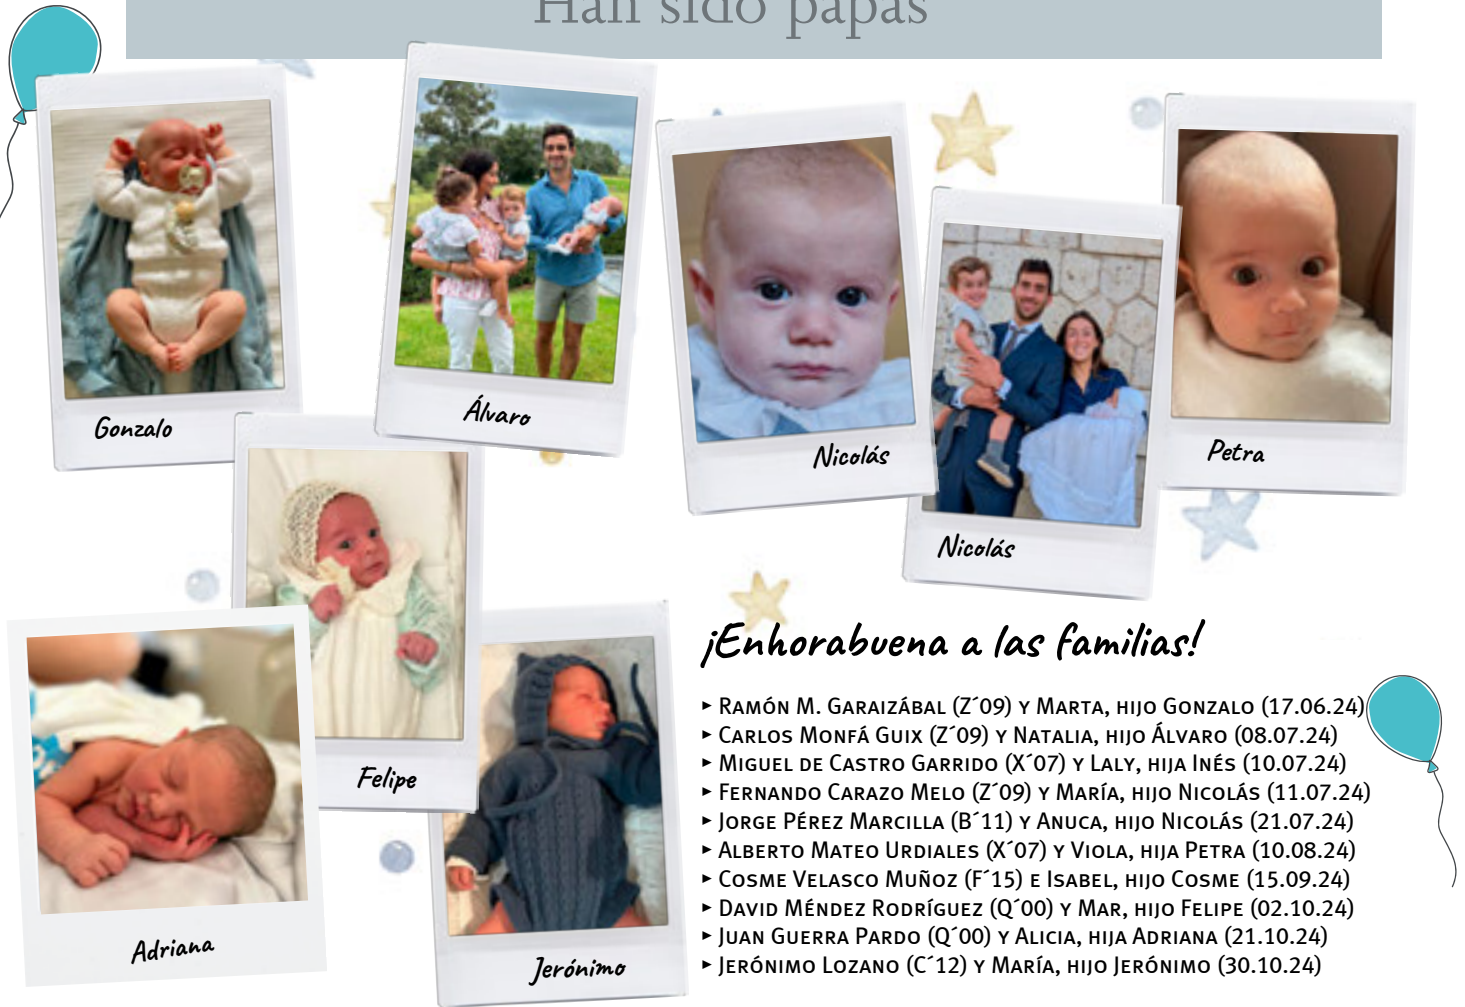 Han sido papás
Gonzalo
Álvaro
Nicolás
Nicolás
Petra
Felipe
Adriana
Jerónimo
¡Enhorabuena a las familias!
▸ Ramón M. Garaizábal (Z´09) y Marta, hijo Gonzalo (17.06.24)
▸ Carlos Monfá Guix (Z´09) y Natalia, hijo Álvaro (08.07.24)
▸ Miguel de Castro Garrido (X´07) y Laly, hija Inés (10.07.24)
▸ Fernando Carazo Melo (Z´09) y María, hijo Nicolás (11.07.24)
▸ Jorge Pérez Marcilla (B´11) y Anuca, hijo Nicolás (21.07.24)
▸ Alberto Mateo Urdiales (X´07) y Viola, hija Petra (10.08.24)
▸ Cosme Velasco Muñoz (F´15) e Isabel, hijo Cosme (15.09.24)
▸ David Méndez Rodríguez (Q´00) y Mar, hijo Felipe (02.10.24)
▸ Juan Guerra Pardo (Q´00) y Alicia, hija Adriana (21.10.24)
▸ Jerónimo Lozano (C´12) y María, hijo Jerónimo (30.10.24)